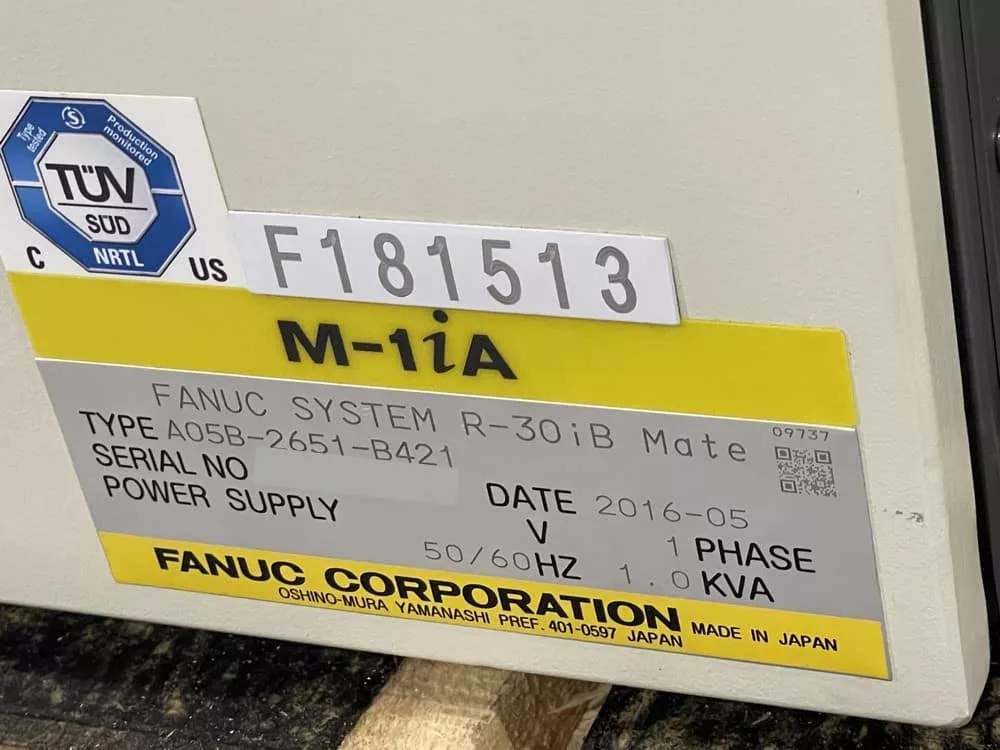 Type tested
Production monitored
TÜV
SÜD
NRTL
C US
F181513
M-1iA
FANUC SYSTEM R-30iB Mate
09737
TYPE A05B-2651-B421
SERIAL NO
DATE 2016-05
POWER SUPPLY V 1 PHASE
50/60HZ 1.0 KVA
FANUC CORPORATION
OSHINO-MURA YAMANASHI PREF. 401-0597 JAPAN
MADE IN JAPAN